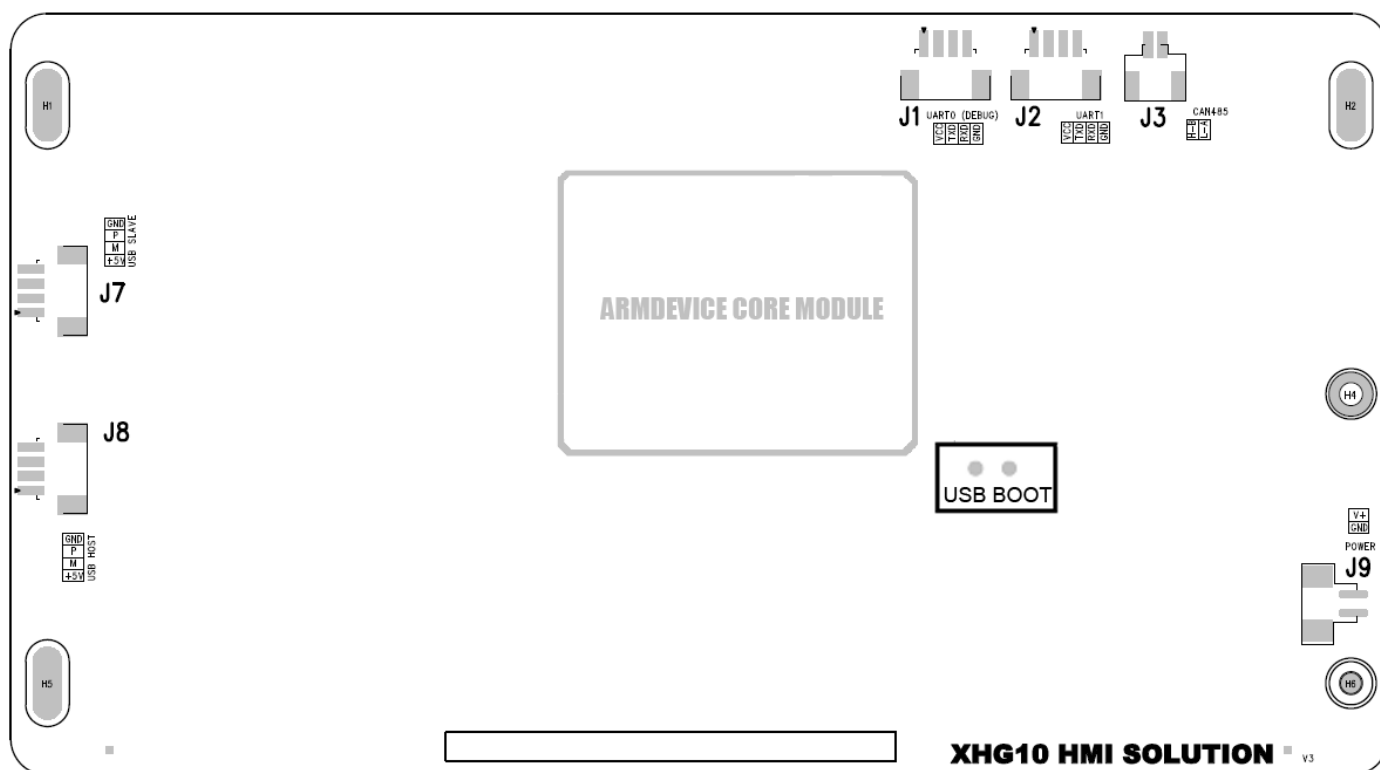 H1
H2
J1
UART0 (DEBUG)
VCC
TXD
RXD
GND
J2
UART1
VCC
TXD
RXD
GND
J3
CAN485
H-B
L-A
GND
P
M
+5V
USB SLAVE
J7
ARMDEVICE CORE MODULE
H4
J8
USB BOOT
GND
P
M
+5V
USB HOST
V+
GND
POWER
J9
H5
H6
XHG10 HMI SOLUTION
V3